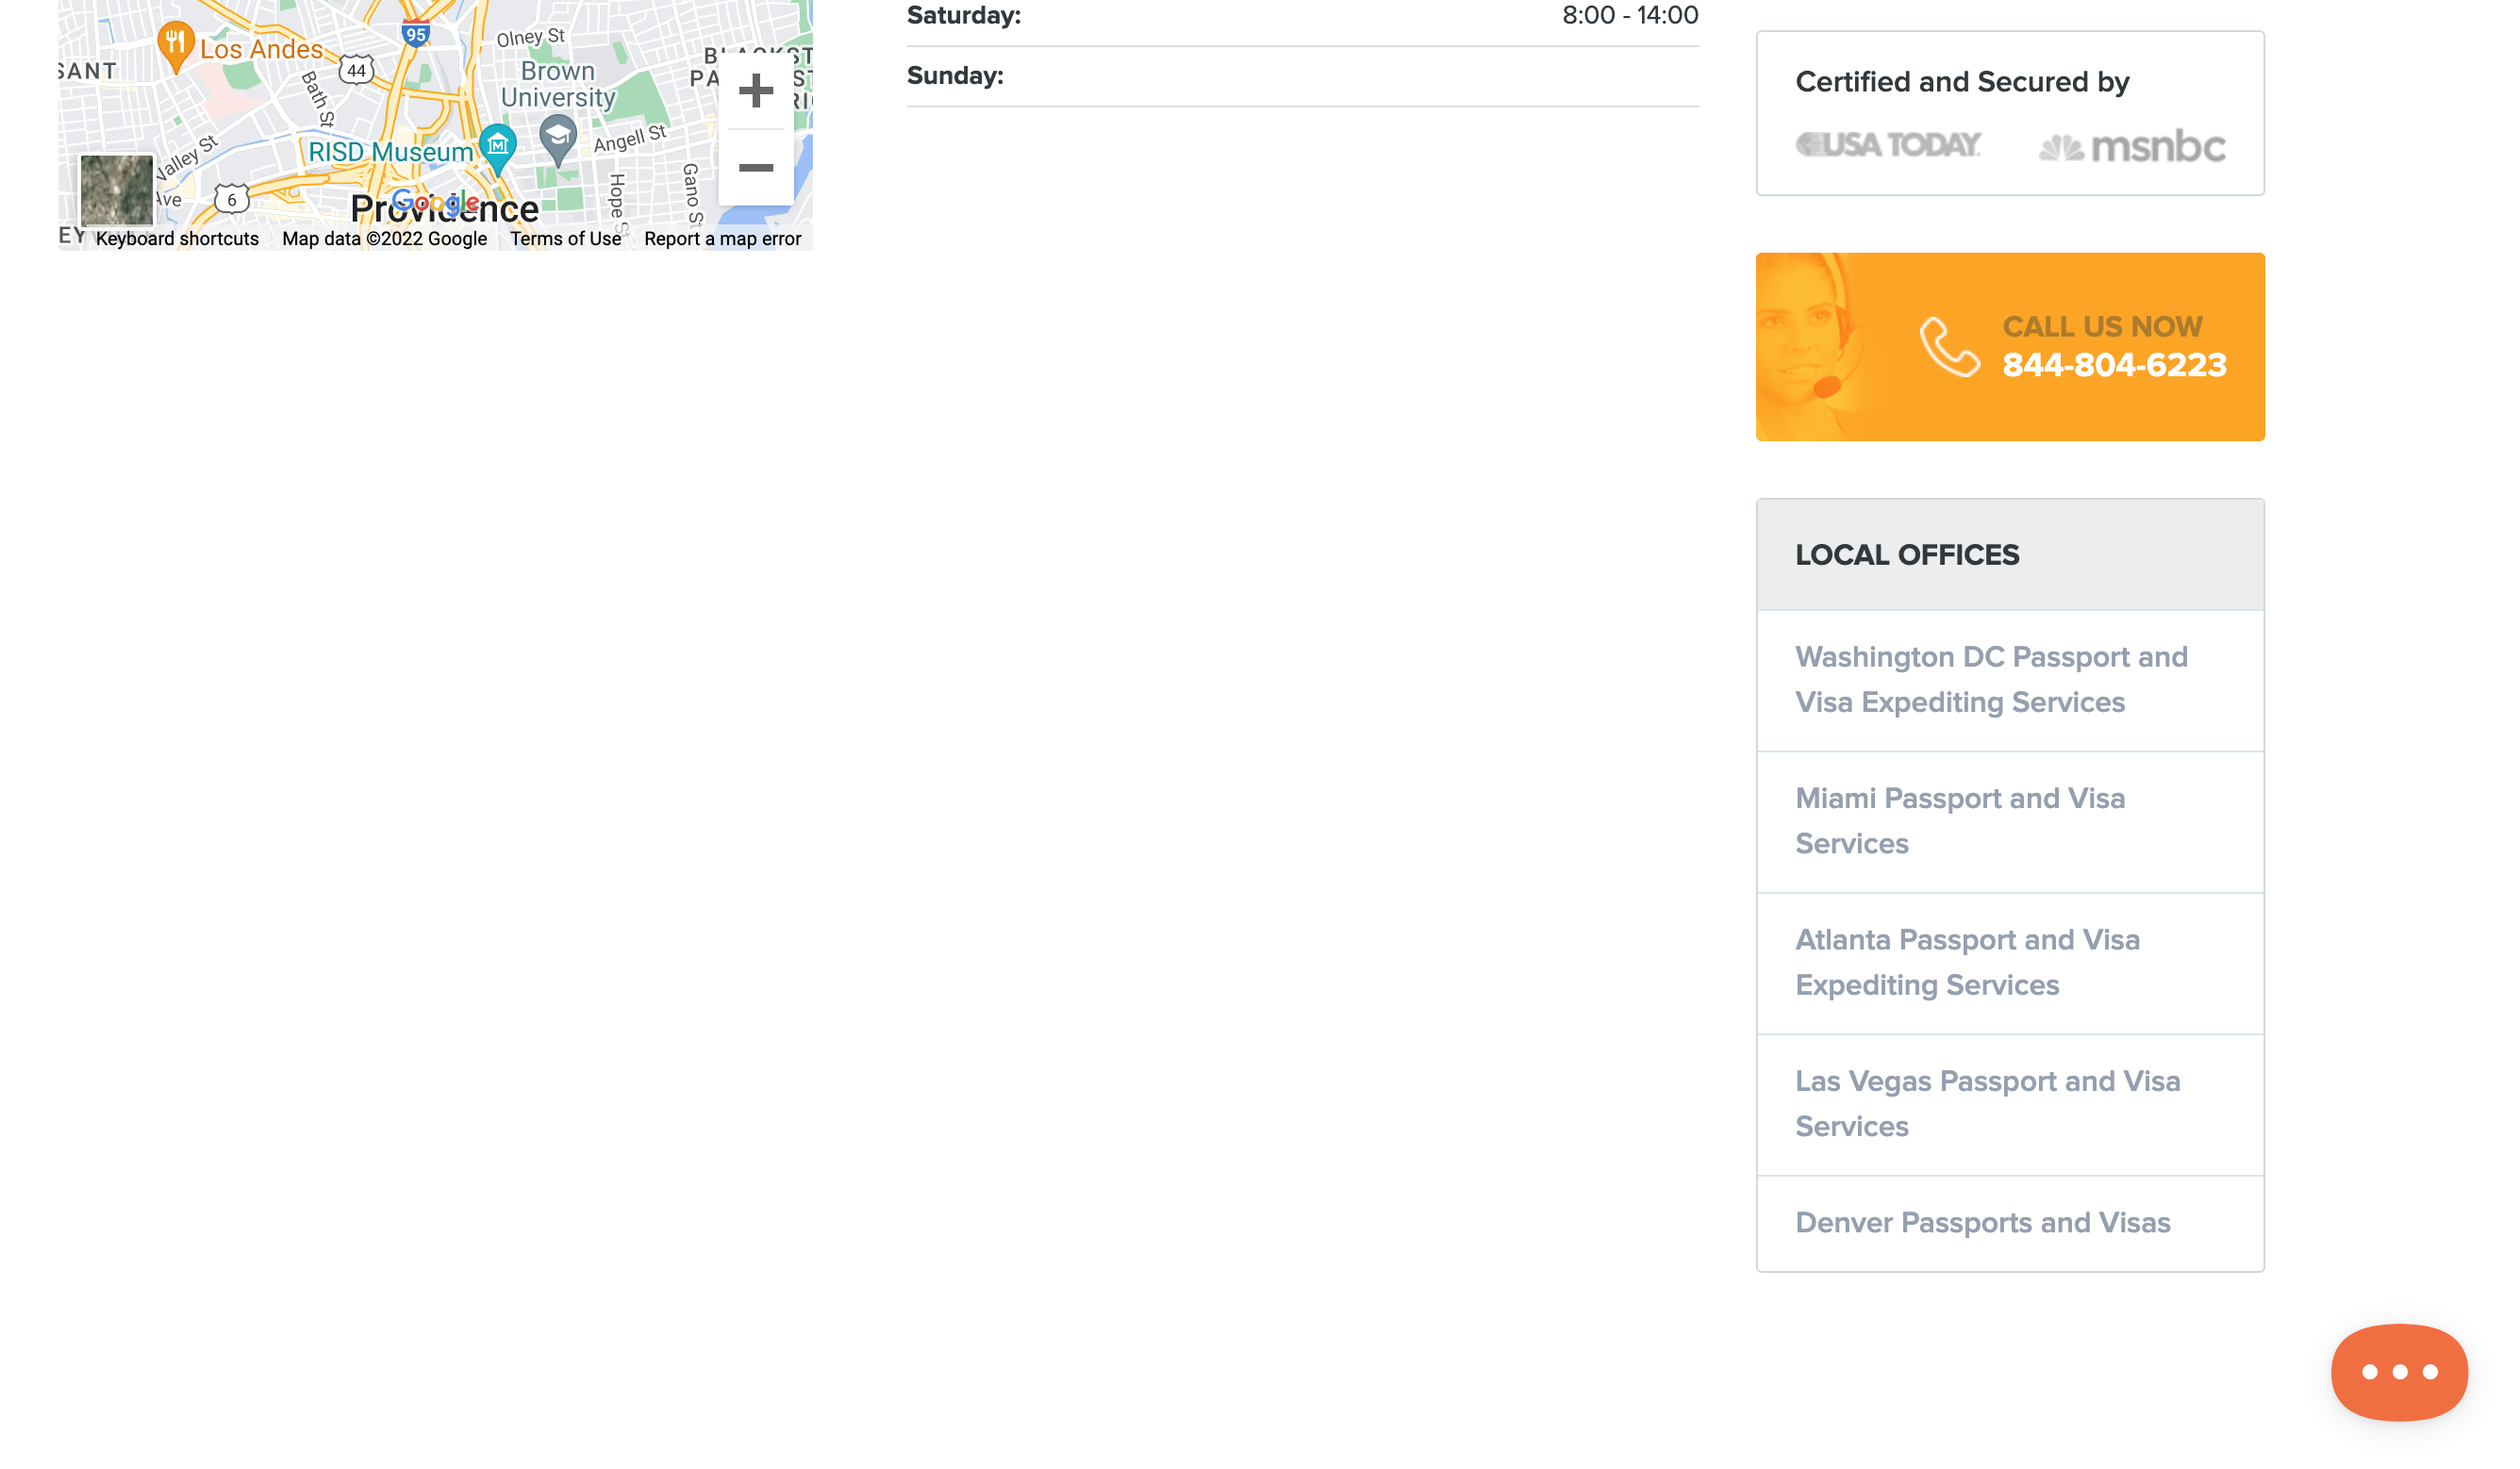 Los Andes
95
44
Olney St
SANT
Bath St
Brown
University
Angell St
RISD Museum
Valley St
Ave
6
Hope St
Gano St
Providence
Google
EY
Keyboard shortcuts
Map data ©2022 Google
Terms of Use
Report a map error
Saturday: 8:00 - 14:00
Sunday:
Certified and Secured by
USA TODAY
msnbc
CALL US NOW
844-804-6223
LOCAL OFFICES
Washington DC Passport and
Visa Expediting Services
Miami Passport and Visa
Services
Atlanta Passport and Visa
Expediting Services
Las Vegas Passport and Visa
Services
Denver Passports and Visas